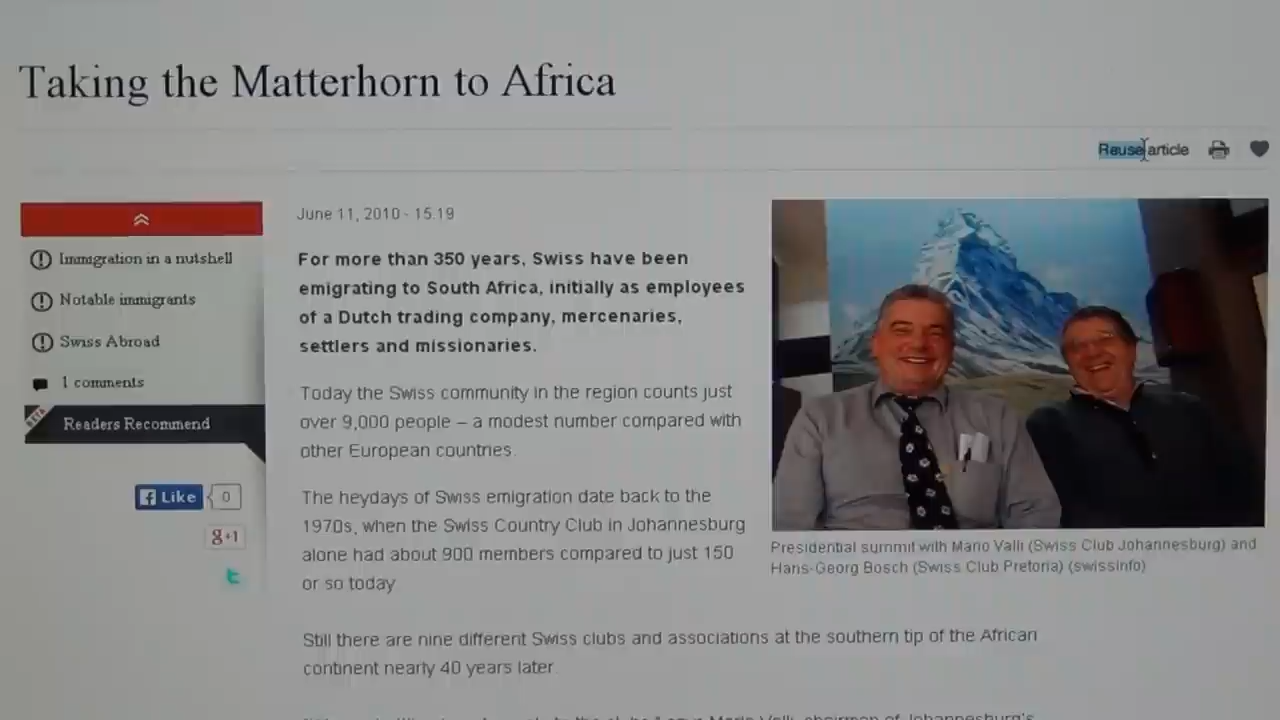 Taking the Matterhorn to Africa
Reuse article
Immigration in a nutshell
Notable immigrants
Swiss Abroad
1 comments
BETA
Readers Recommend
Like 0
g+1
t
June 11, 2010 - 15:19
For more than 350 years, Swiss have been
emigrating to South Africa, initially as employees
of a Dutch trading company, mercenaries,
settlers and missionaries.
Today the Swiss community in the region counts just
over 9,000 people – a modest number compared with
other European countries.
The heydays of Swiss emigration date back to the
1970s, when the Swiss Country Club in Johannesburg
alone had about 900 members compared to just 150
or so today
Presidential summit with Mario Valli (Swiss Club Johannesburg) and
Hans-Georg Bosch (Swiss Club Pretoria) (swissinfo)
Still there are nine different Swiss clubs and associations at the southern tip of the African
continent nearly 40 years later.
says Mario Valli, chairman of Johannesburg's